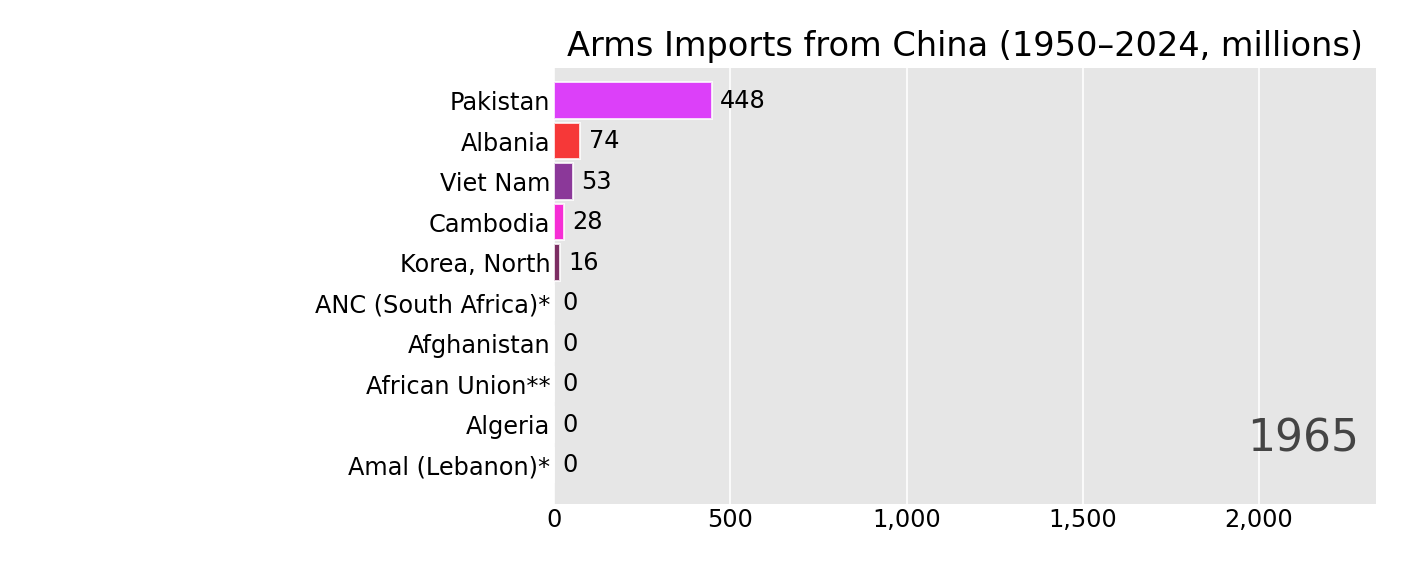 Arms Imports from China (1950–2024, millions)
Pakistan 448
Albania 74
Viet Nam 53
Cambodia 28
Korea, North 16
ANC (South Africa)* 0
Afghanistan 0
African Union** 0
Algeria 0
Amal (Lebanon)* 0
1965
0 500 1,000 1,500 2,000